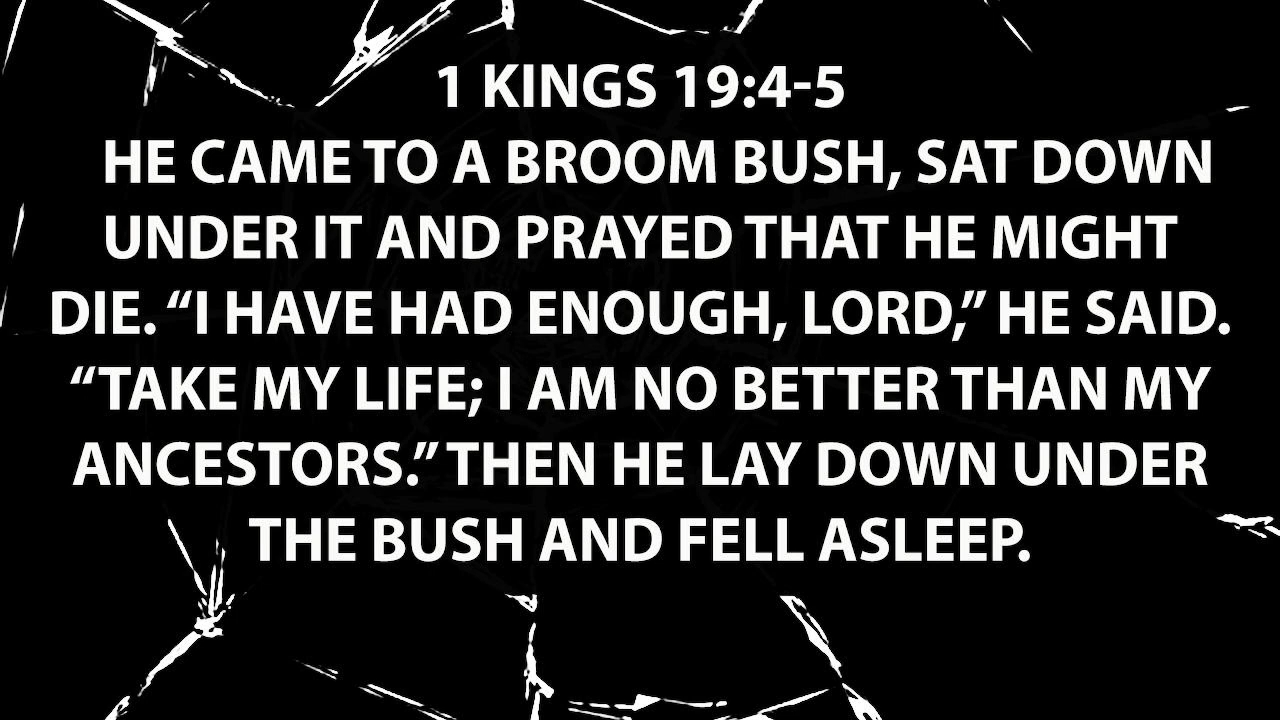 1 KINGS 19:4-5
HE CAME TO A BROOM BUSH, SAT DOWN
UNDER IT AND PRAYED THAT HE MIGHT
DIE. “I HAVE HAD ENOUGH, LORD,” HE SAID.
“TAKE MY LIFE; I AM NO BETTER THAN MY
ANCESTORS.” THEN HE LAY DOWN UNDER
THE BUSH AND FELL ASLEEP.